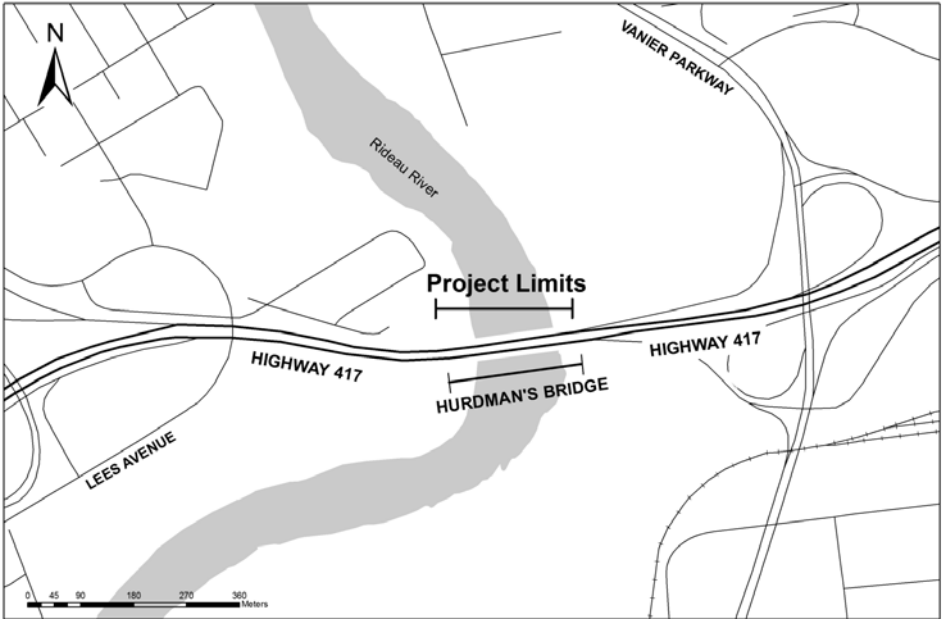 N
VANIER PARKWAY
Rideau River
Project Limits
HIGHWAY 417
HIGHWAY 417
HURDMAN'S BRIDGE
LEES AVENUE
0 45 90 180 270 360
Meters